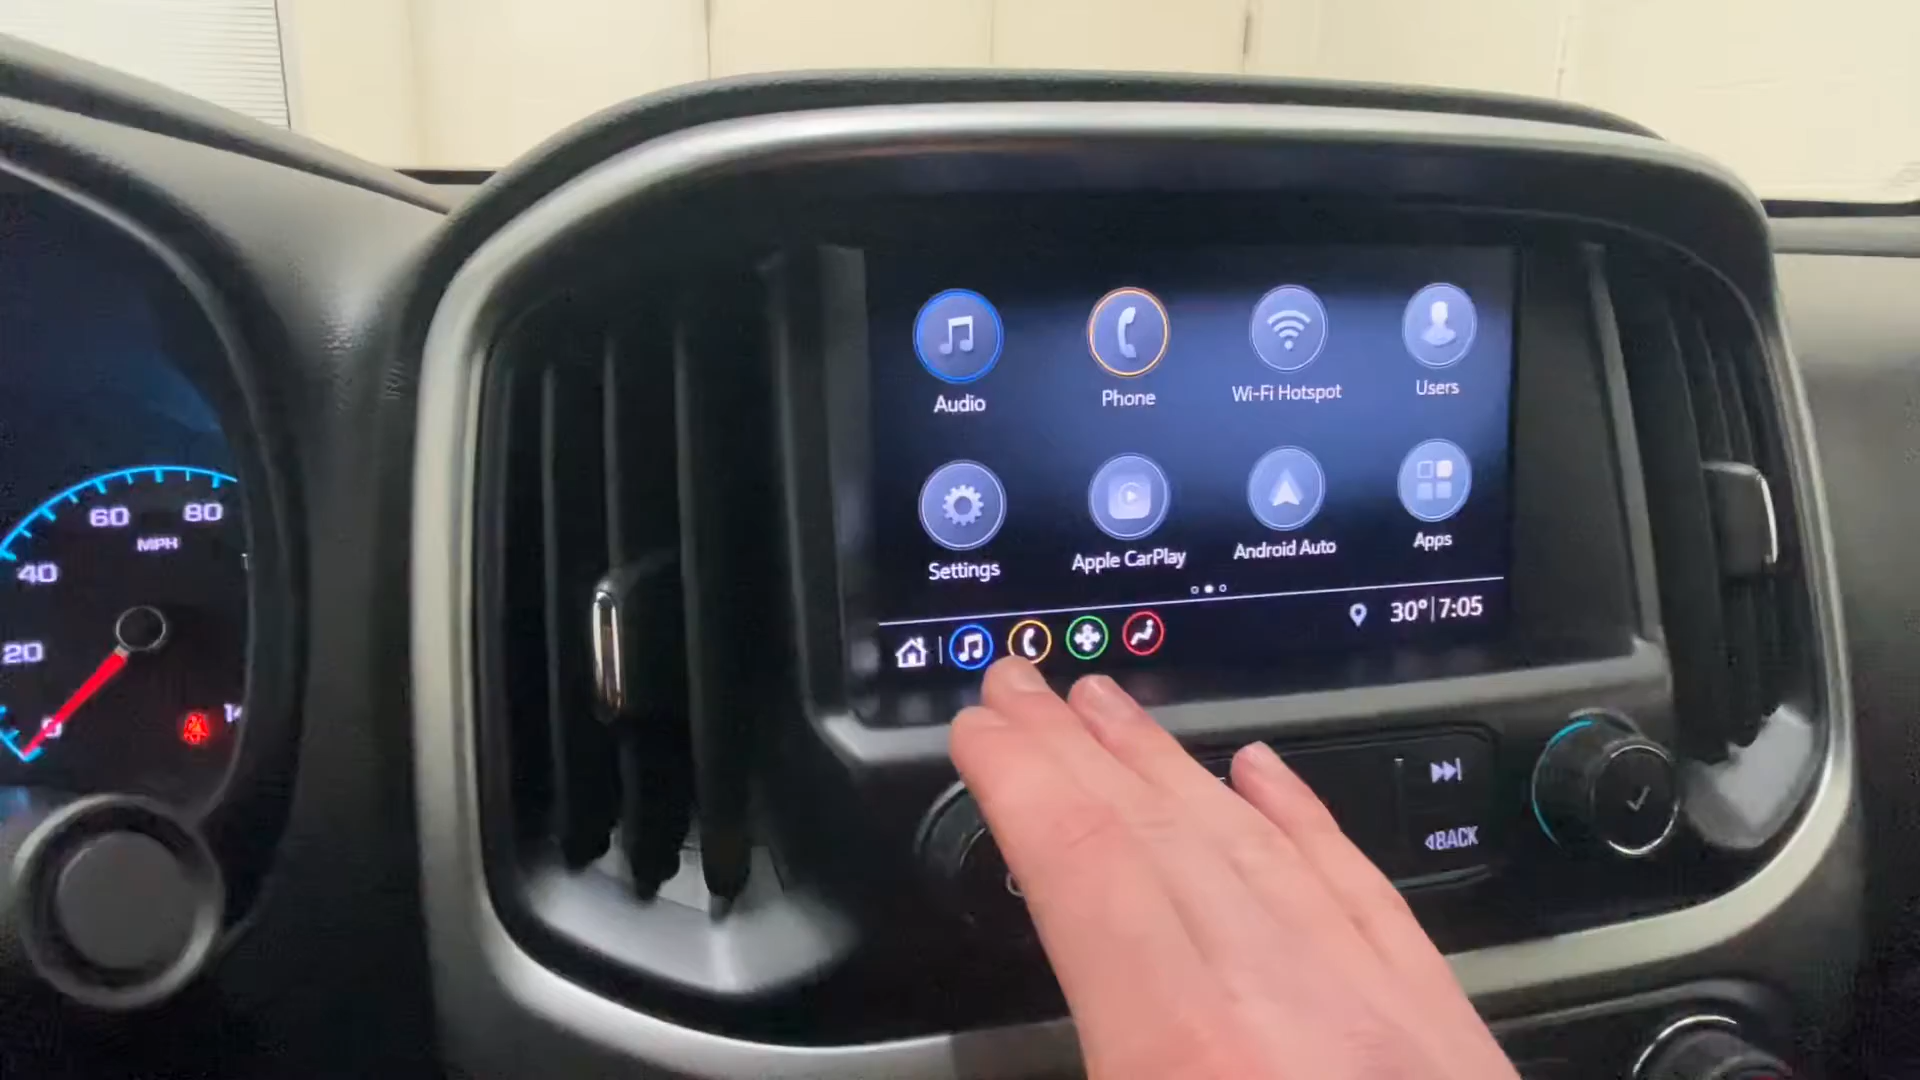 Audio
Phone
Wi-Fi Hotspot
Users
Settings
Apple CarPlay
Android Auto
Apps
30° 7:05
BACK
80
60
MPH
40
20
0